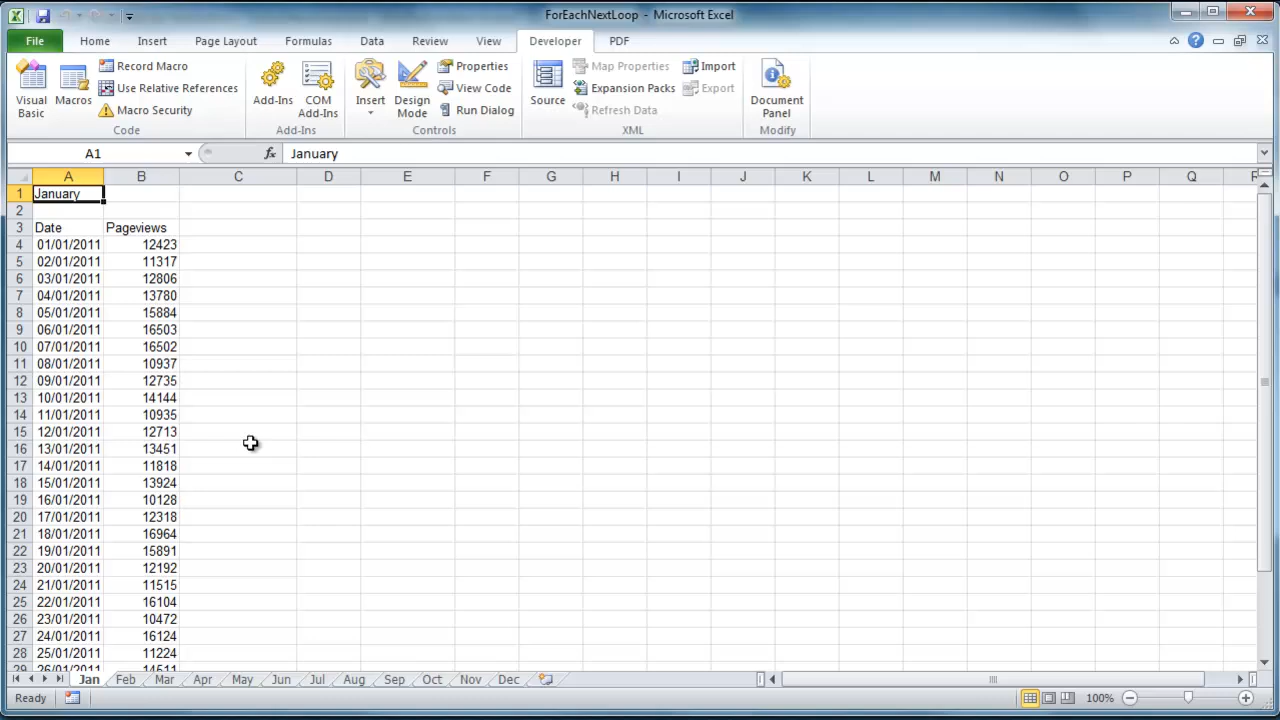 ForEachNextLoop - Microsoft Excel
File Home Insert Page Layout Formulas Data Review View Developer PDF
Visual Basic
Macros
Record Macro
Use Relative References
Macro Security
Code
Add-Ins
COM Add-Ins
Add-Ins
Insert
Design Mode
Properties
View Code
Run Dialog
Controls
Source
Map Properties
Expansion Packs
Refresh Data
Import
Export
XML
Document Panel
Modify
A1 fx January
A B C D E F G H I J K L M N O P Q R
1 January
2
3 Date Pageviews
4 01/01/2011 12423
5 02/01/2011 11317
6 03/01/2011 12806
7 04/01/2011 13780
8 05/01/2011 15884
9 06/01/2011 16503
10 07/01/2011 16502
11 08/01/2011 10937
12 09/01/2011 12735
13 10/01/2011 14144
14 11/01/2011 10935
15 12/01/2011 12713
16 13/01/2011 13451
17 14/01/2011 11818
18 15/01/2011 13924
19 16/01/2011 10128
20 17/01/2011 12318
21 18/01/2011 16964
22 19/01/2011 15891
23 20/01/2011 12192
24 21/01/2011 11515
25 22/01/2011 16104
26 23/01/2011 10472
27 24/01/2011 16124
28 25/01/2011 11224
29 26/01/2011 14511
Jan Feb Mar Apr May Jun Jul Aug Sep Oct Nov Dec
Ready 100%